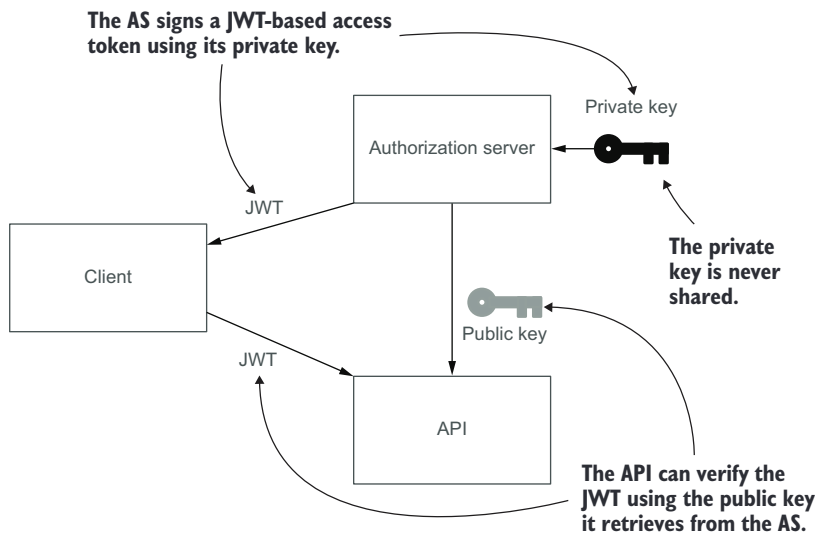 The AS signs a JWT-based access
token using its private key.
Private key
Authorization server
JWT
The private
key is never
shared.
Client
Public key
JWT
API
The API can verify the
JWT using the public key
it retrieves from the AS.